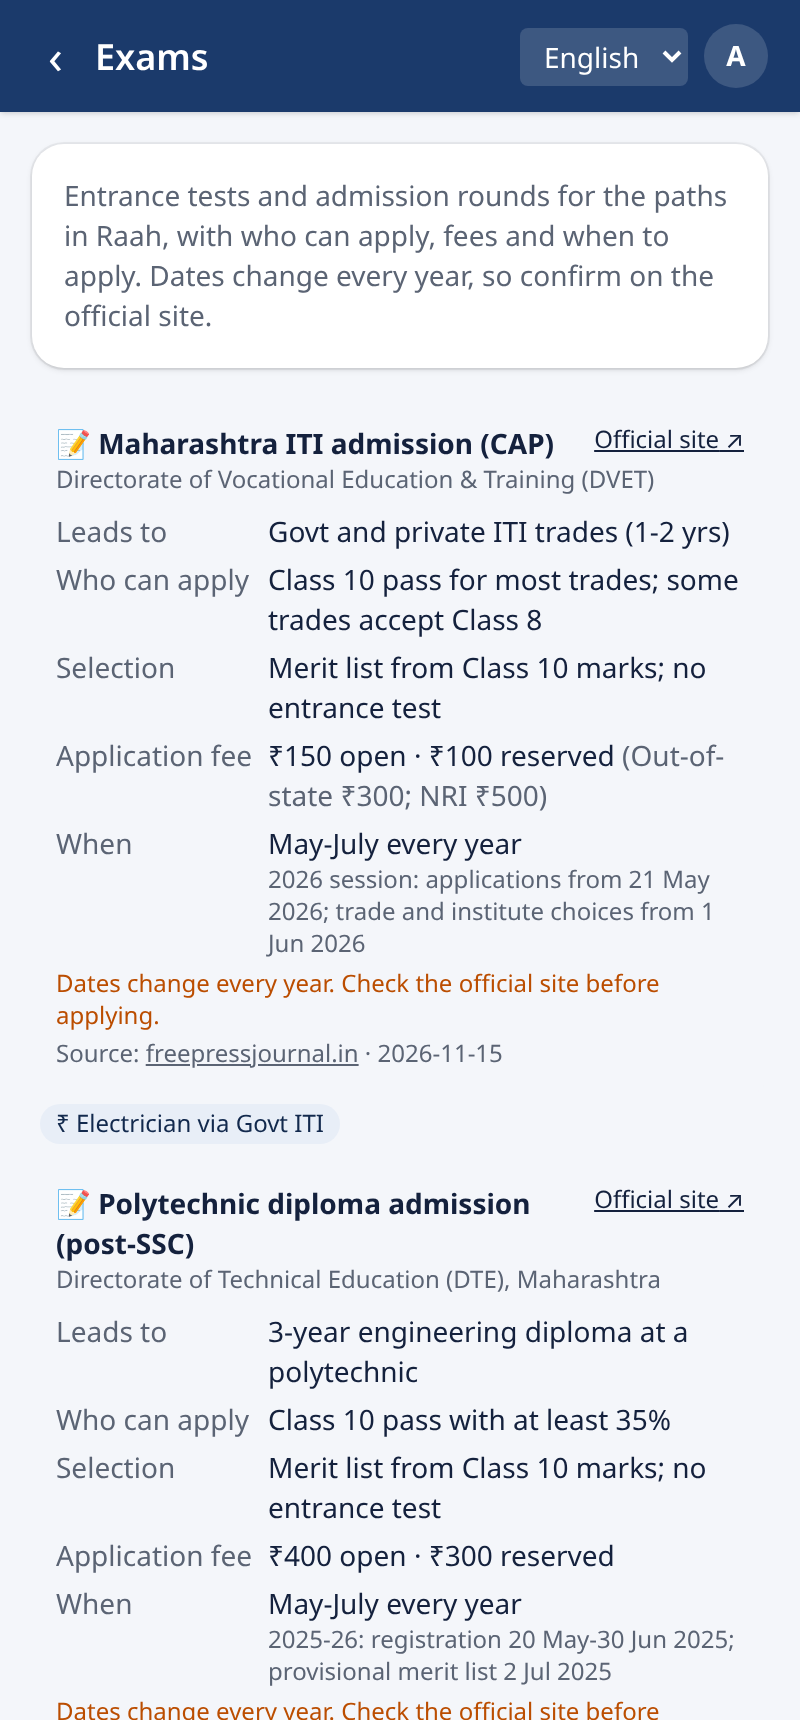 ‹ Exams English A
Entrance tests and admission rounds for the paths
in Raah, with who can apply, fees and when to
apply. Dates change every year, so confirm on the
official site.
📝 Maharashtra ITI admission (CAP) Official site ↗
Directorate of Vocational Education & Training (DVET)
Leads to Govt and private ITI trades (1-2 yrs)
Who can apply Class 10 pass for most trades; some
trades accept Class 8
Selection Merit list from Class 10 marks; no
entrance test
Application fee ₹150 open · ₹100 reserved (Out-of-
state ₹300; NRI ₹500)
When May-July every year
2026 session: applications from 21 May
2026; trade and institute choices from 1
Jun 2026
Dates change every year. Check the official site before
applying.
Source: freepressjournal.in · 2026-11-15
₹ Electrician via Govt ITI
📝 Polytechnic diploma admission Official site ↗
(post-SSC)
Directorate of Technical Education (DTE), Maharashtra
Leads to 3-year engineering diploma at a
polytechnic
Who can apply Class 10 pass with at least 35%
Selection Merit list from Class 10 marks; no
entrance test
Application fee ₹400 open · ₹300 reserved
When May-July every year
2025-26: registration 20 May-30 Jun 2025;
provisional merit list 2 Jul 2025
Dates change every year. Check the official site before